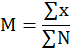 M = ∑x / ∑N